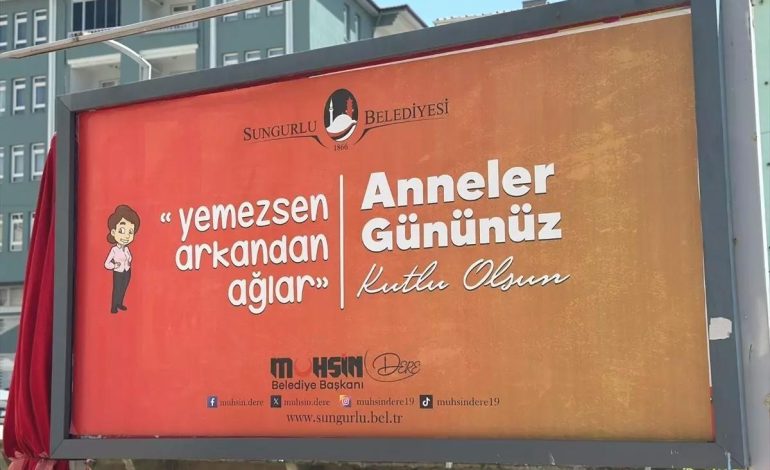 SUNGURLU BELEDİYESİ
1866
“yemezsen
arkandan
ağlar”
Anneler
Gününüz
Kutlu Olsun
MUHSİN DERE
Belediye Başkanı
muhsin.dere muhsin.dere muhsindere19 muhsindere19
www.sungurlu.bel.tr